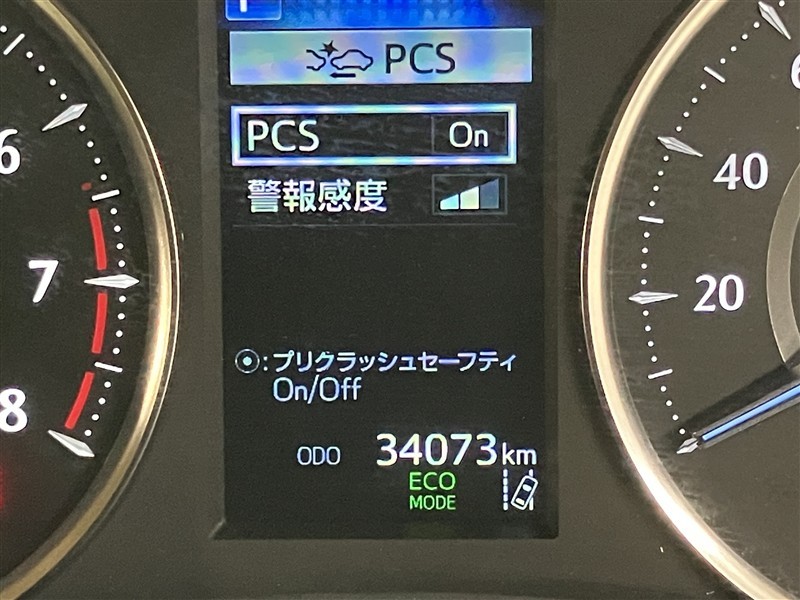 PCS
PCS On
警報感度
6
7
8
40
20
: プリクラッシュセーフティ
On/Off
ODO 34073km
ECO
MODE